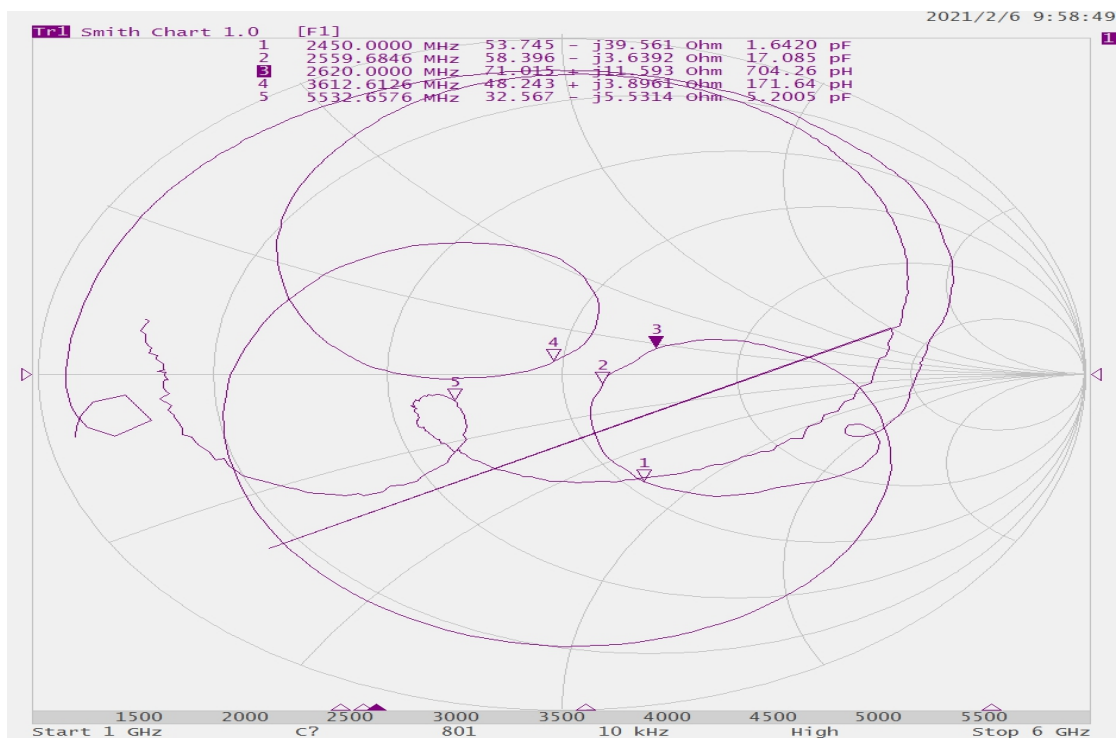 2021/2/6 9:58:49
Tr1 Smith Chart 1.0 [F1]
1
1 2450.0000 MHz 53.745 - j39.561 Ohm 1.6420 pF
2 2559.6846 MHz 58.396 - j3.6392 Ohm 17.085 pF
3 2620.0000 MHz 71.015 + j11.593 Ohm 704.26 pH
4 3612.6126 MHz 48.243 + j3.8961 Ohm 171.64 pH
5 5532.6576 MHz 32.567 - j5.5314 Ohm 5.2005 pF
3
4
2
5
1
1500 2000 2500 3000 3500 4000 4500 5000 5500
Start 1 GHz C? 801 10 kHz High Stop 6 GHz